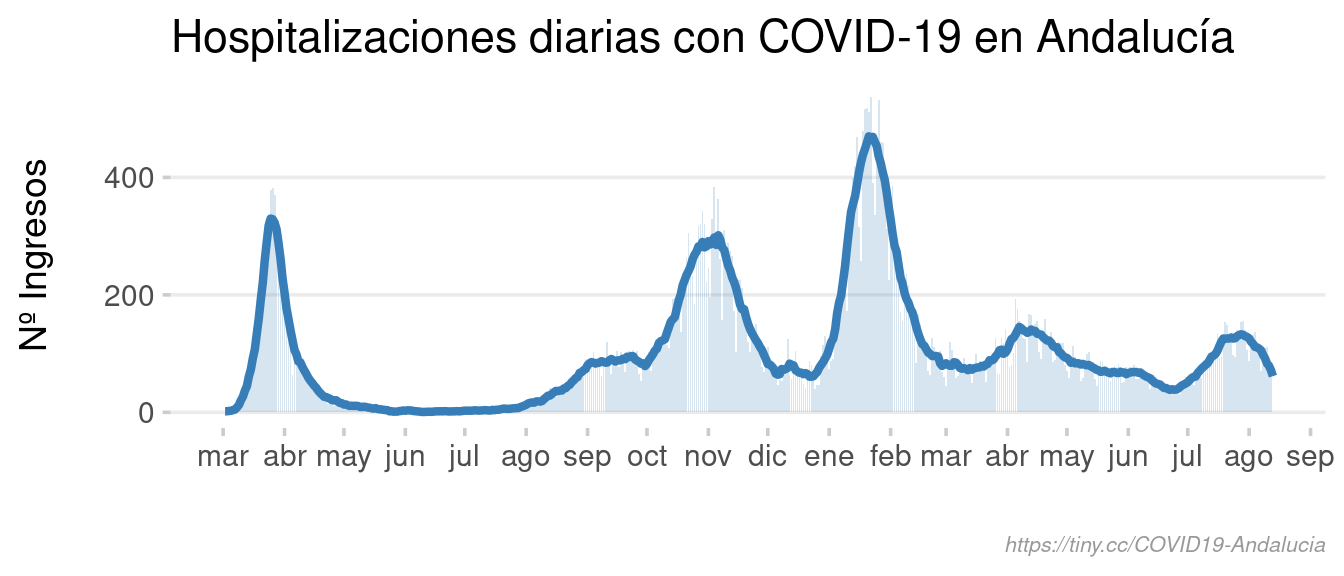 Hospitalizaciones diarias con COVID-19 en Andalucía
Nº Ingresos
400
200
0
mar abr may jun jul ago sep oct nov dic ene feb mar abr may jun jul ago sep
https://tiny.cc/COVID19-Andalucia